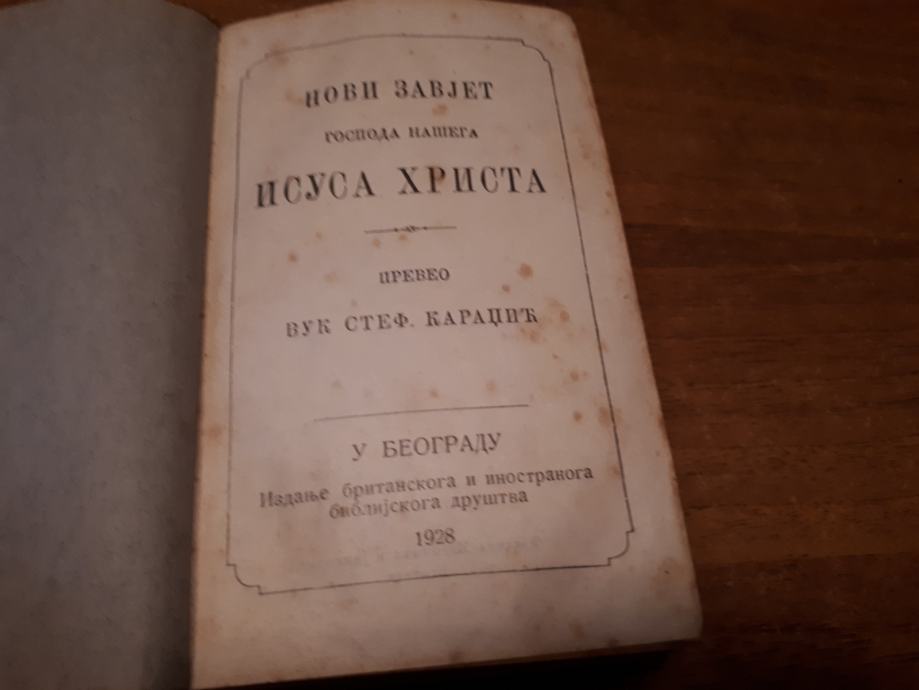 НОВИ ЗАВЈЕТ
ГОСПОДА НАШЕГА
ИСУСА ХРИСТА
ПРЕВЕО
ВУК СТЕФ. КАРАЏИЋ
У БЕОГРАДУ
Издање британскога и иностранога
библијскога друштва
1928